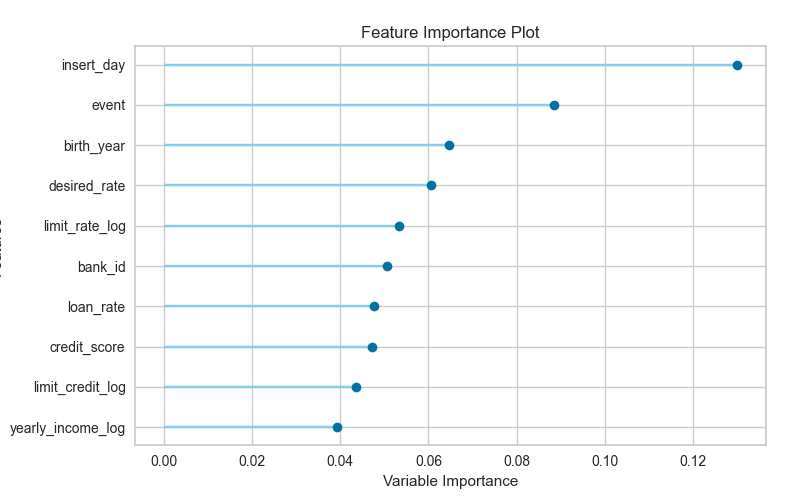 Feature Importance Plot
insert_day
event
birth_year
desired_rate
limit_rate_log
bank_id
loan_rate
credit_score
limit_credit_log
yearly_income_log
0.00 0.02 0.04 0.06 0.08 0.10 0.12
Variable Importance